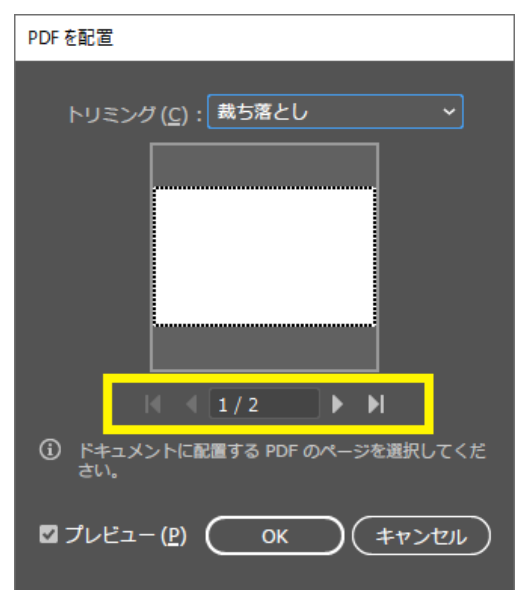 PDF を配置
トリミング (C) : 裁ち落とし
1 / 2
ドキュメントに配置する PDF のページを選択してくだ
さい。
プレビュー (P) OK キャンセル